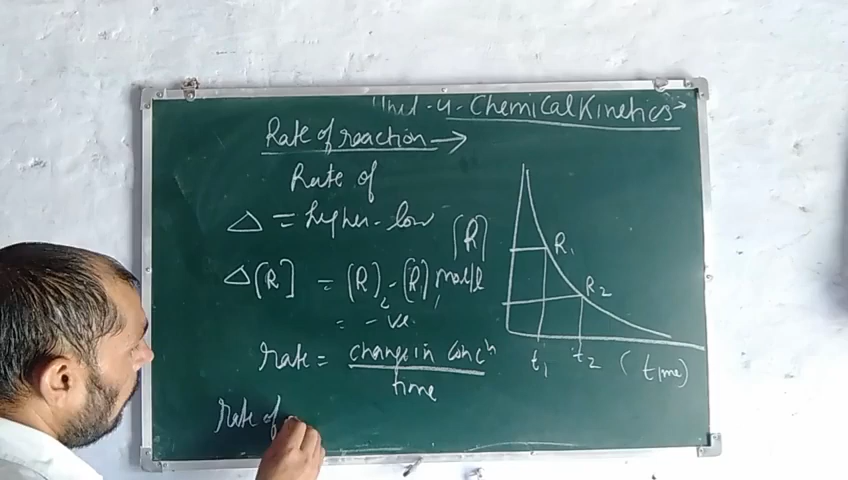 Unit-4-Chemical Kinetics→
Rate of reaction →
Rate of
Δ = higher - low
Δ[R] = [R]₂ - [R]₁ mol/l
= -ve
rate = change in concⁿ
time
Rate of
[R]
R₁
R₂
t₁ t₂ (time)